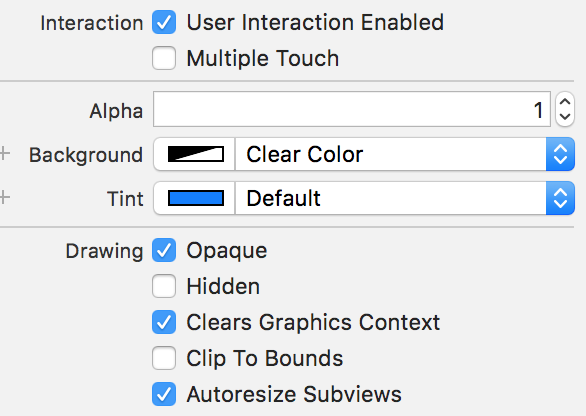 Interaction User Interaction Enabled
Multiple Touch
Alpha 1
Background Clear Color
Tint Default
Drawing Opaque
Hidden
Clears Graphics Context
Clip To Bounds
Autoresize Subviews